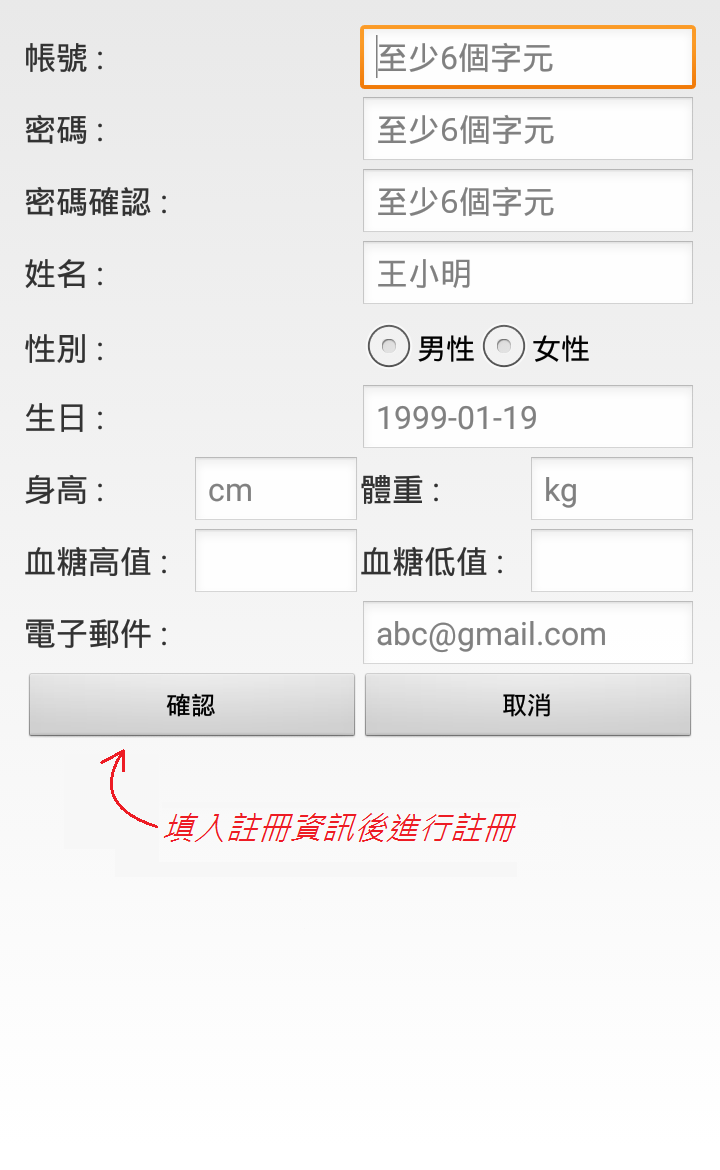 帳號 : 至少6個字元
密碼 : 至少6個字元
密碼確認 : 至少6個字元
姓名 : 王小明
性別 : 男性 女性
生日 : 1999-01-19
身高 : cm 體重 : kg
血糖高值 : 血糖低值 :
電子郵件 : abc@gmail.com
確認 取消
填入註冊資訊後進行註冊